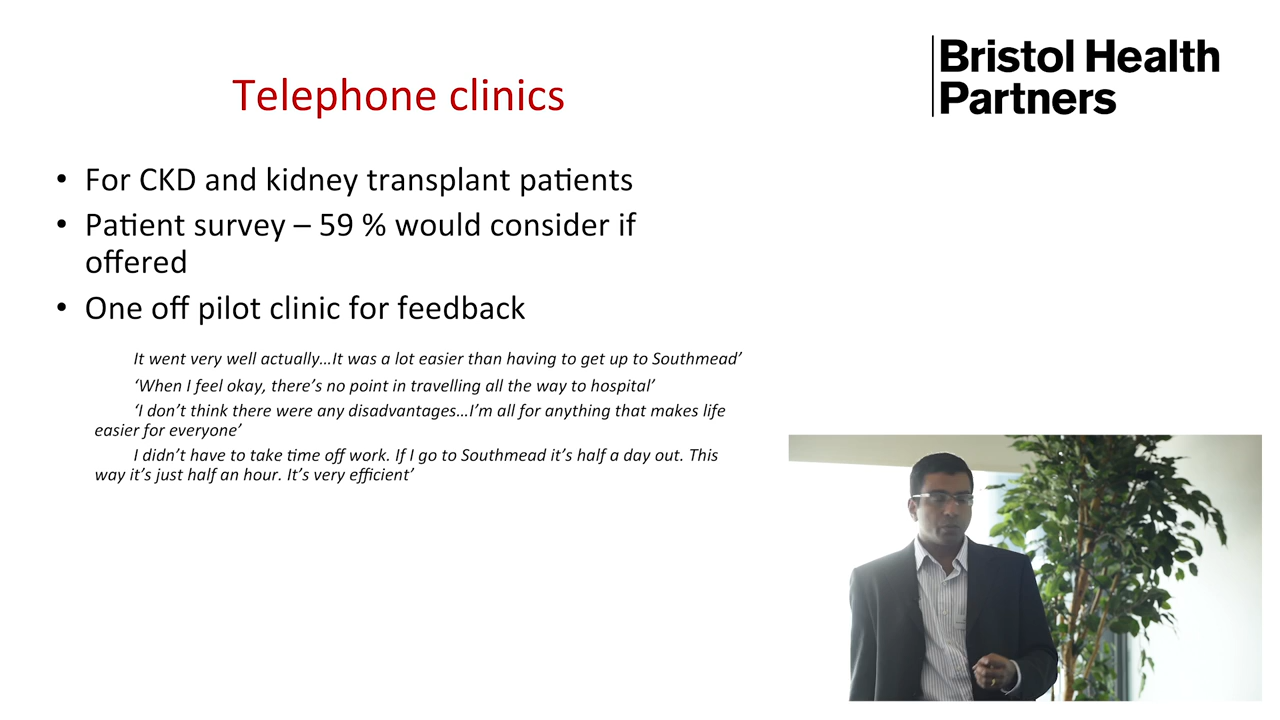 Bristol Health
Partners
Telephone clinics
• For CKD and kidney transplant patients
• Patient survey – 59 % would consider if
offered
• One off pilot clinic for feedback
It went very well actually…It was a lot easier than having to get up to Southmead’
‘When I feel okay, there’s no point in travelling all the way to hospital’
‘I don’t think there were any disadvantages…I’m all for anything that makes life
easier for everyone’
I didn’t have to take time off work. If I go to Southmead it’s half a day out. This
way it’s just half an hour. It’s very efficient’